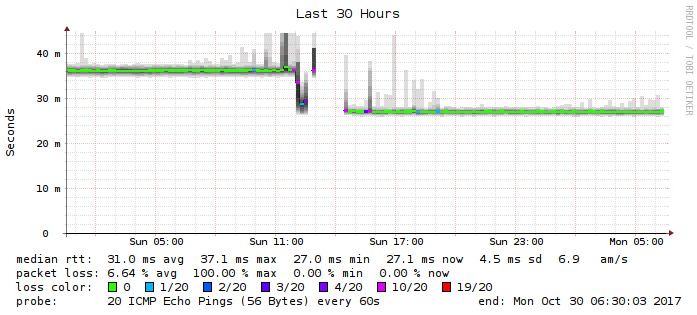 Last 30 Hours
RRDTOOL / TOBI OETIKER
Seconds
40 m
30 m
20 m
10 m
0
Sun 05:00 Sun 11:00 Sun 17:00 Sun 23:00 Mon 05:00
median rtt: 31.0 ms avg 37.1 ms max 27.0 ms min 27.1 ms now 4.5 ms sd 6.9 am/s
packet loss: 6.64 % avg 100.00 % max 0.00 % min 0.00 % now
loss color: 0 1/20 2/20 3/20 4/20 10/20 19/20
probe: 20 ICMP Echo Pings (56 Bytes) every 60s end: Mon Oct 30 06:30:03 2017